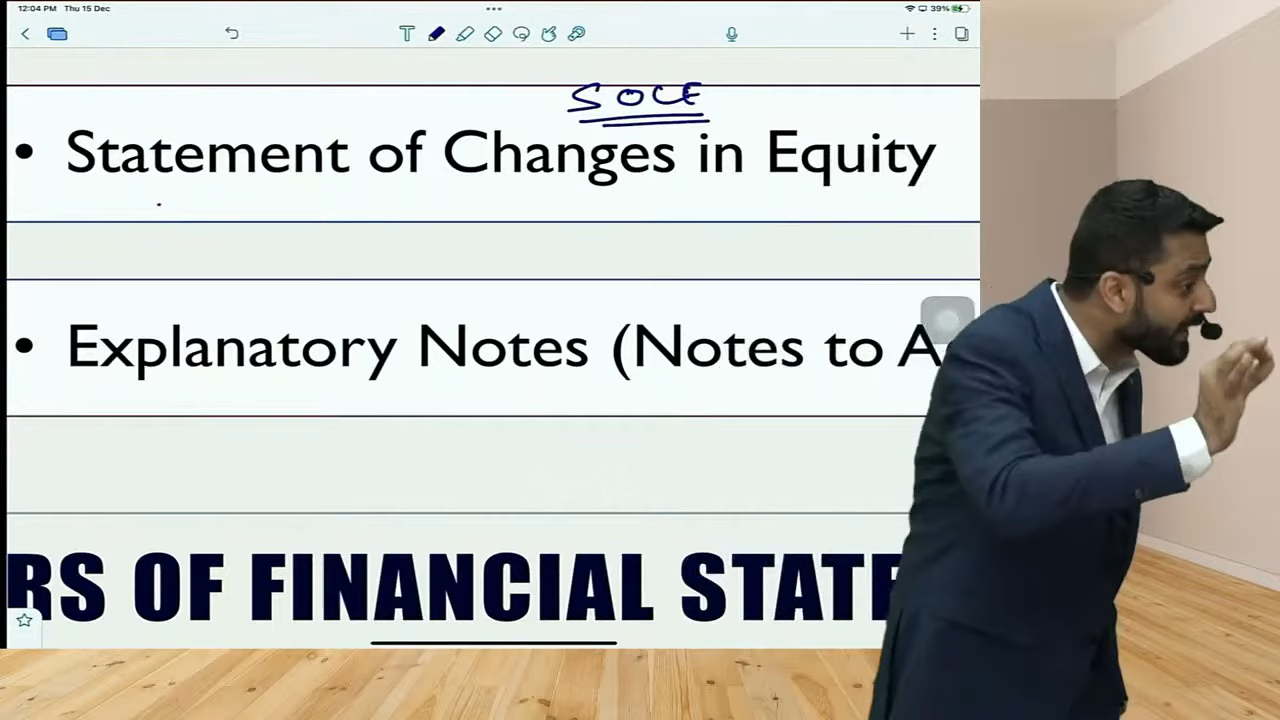 12:04 PM Thu 15 Dec
39%
SOCE
• Statement of Changes in Equity
• Explanatory Notes (Notes to A
RS OF FINANCIAL STATE